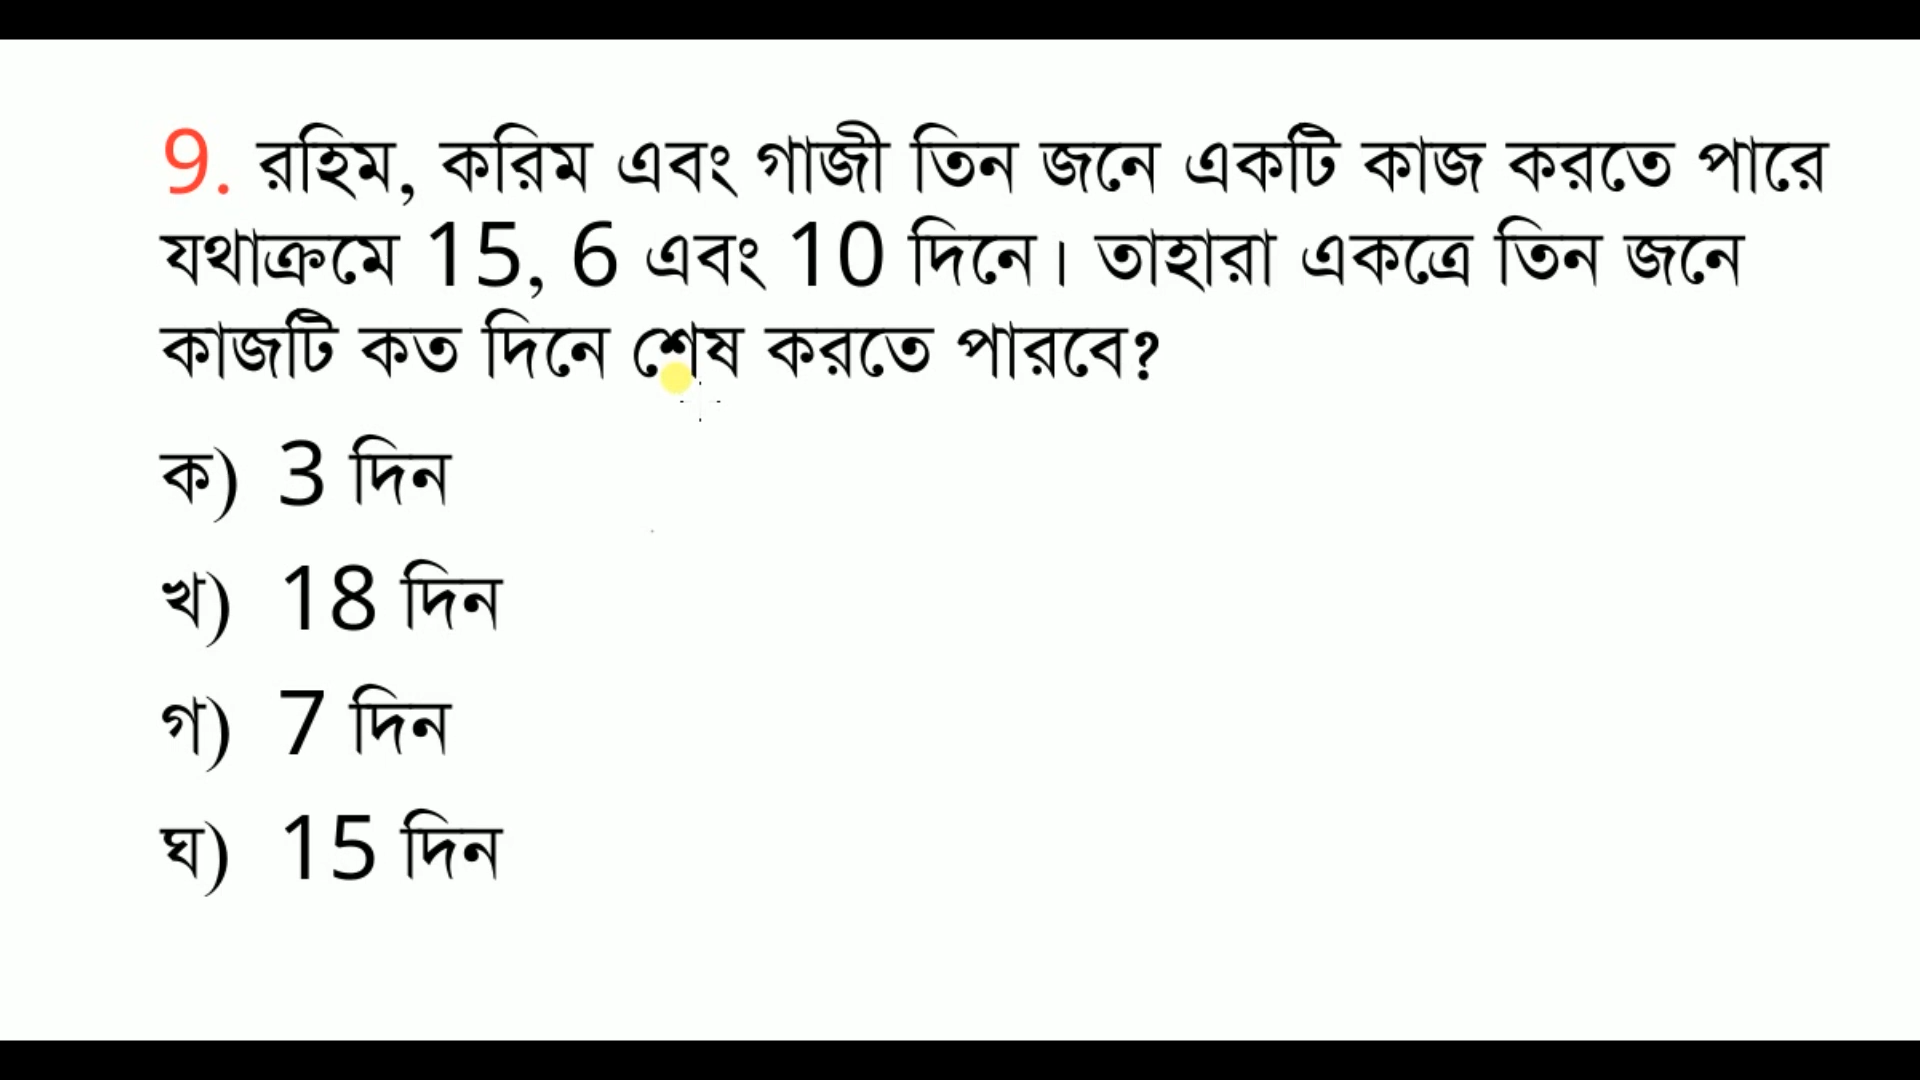 9. রহিম, করিম এবং গাজী তিন জনে একটি কাজ করতে পারে
যথাক্রমে 15, 6 এবং 10 দিনে। তাহারা একত্রে তিন জনে
কাজটি কত দিনে শেষ করতে পারবে?
ক) 3 দিন
খ) 18 দিন
গ) 7 দিন
ঘ) 15 দিন